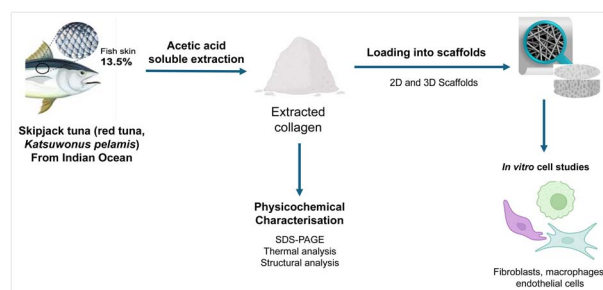 Fish skin
13.5%
Skipjack tuna (red tuna,
Katsuwonus pelamis)
From Indian Ocean
Acetic acid
soluble extraction
Extracted
collagen
Loading into scaffolds
2D and 3D Scaffolds
Physicochemical
Characterisation
SDS-PAGE
Thermal analysis
Structural analysis
In vitro cell studies
Fibroblasts, macrophages
endothelial cells